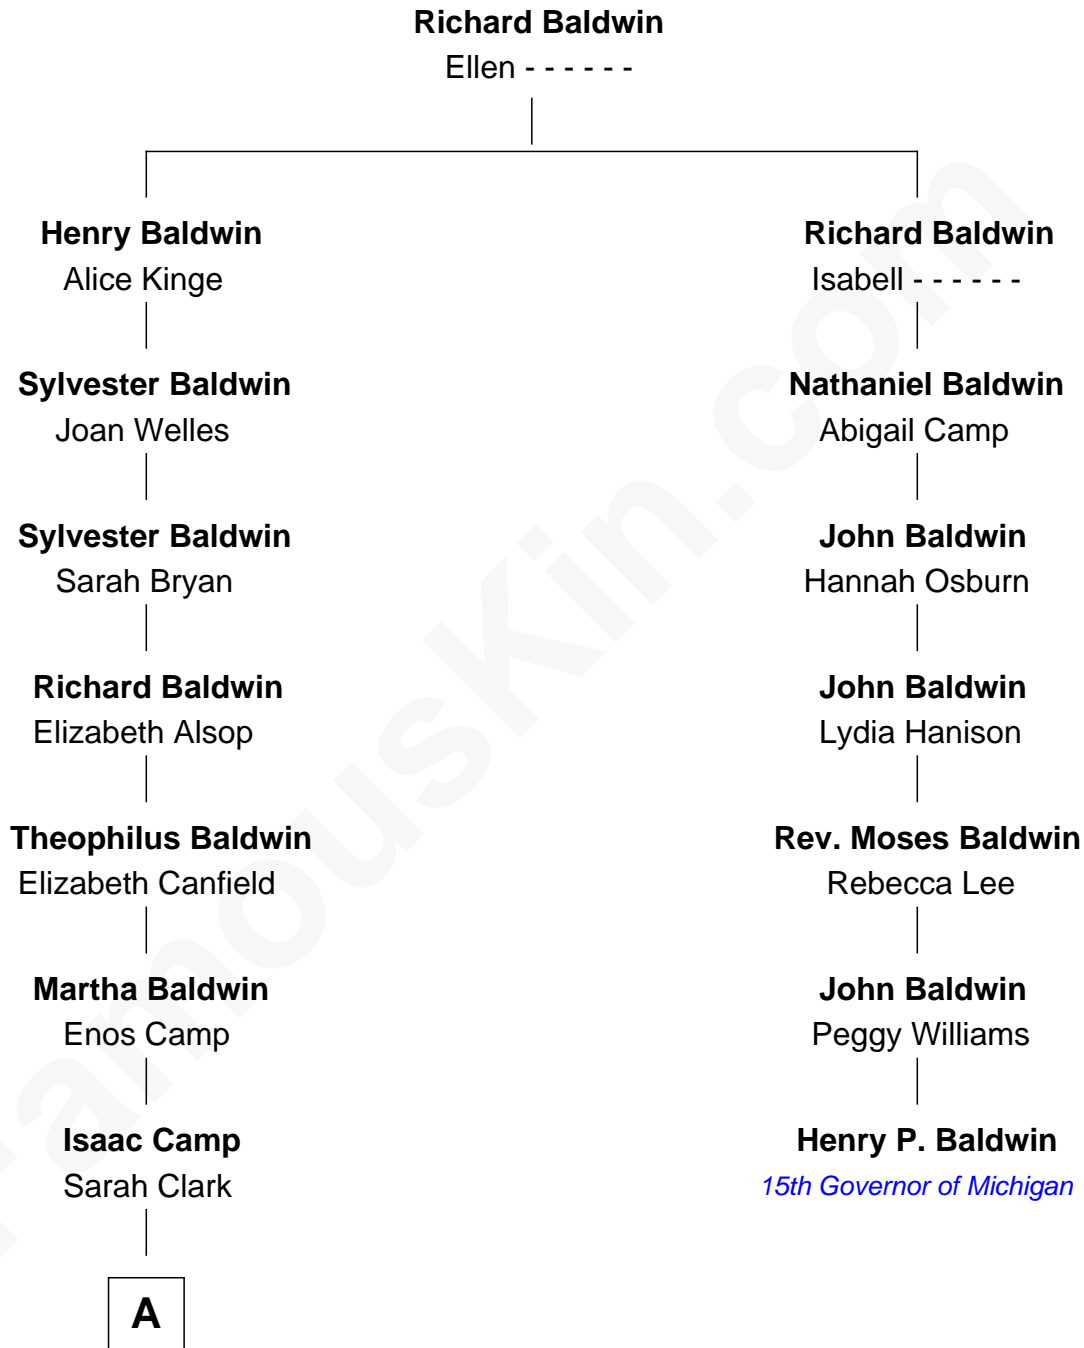 Richard Baldwin
Ellen - - - - - -
Henry Baldwin
Alice Kinge
Richard Baldwin
Isabell - - - - - -
Sylvester Baldwin
Joan Welles
Nathaniel Baldwin
Abigail Camp
Sylvester Baldwin
Sarah Bryan
John Baldwin
Hannah Osburn
Richard Baldwin
Elizabeth Alsop
John Baldwin
Lydia Hanison
Theophilus Baldwin
Elizabeth Canfield
Rev. Moses Baldwin
Rebecca Lee
Martha Baldwin
Enos Camp
John Baldwin
Peggy Williams
Isaac Camp
Sarah Clark
Henry P. Baldwin
15th Governor of Michigan
A
FamousKin.com